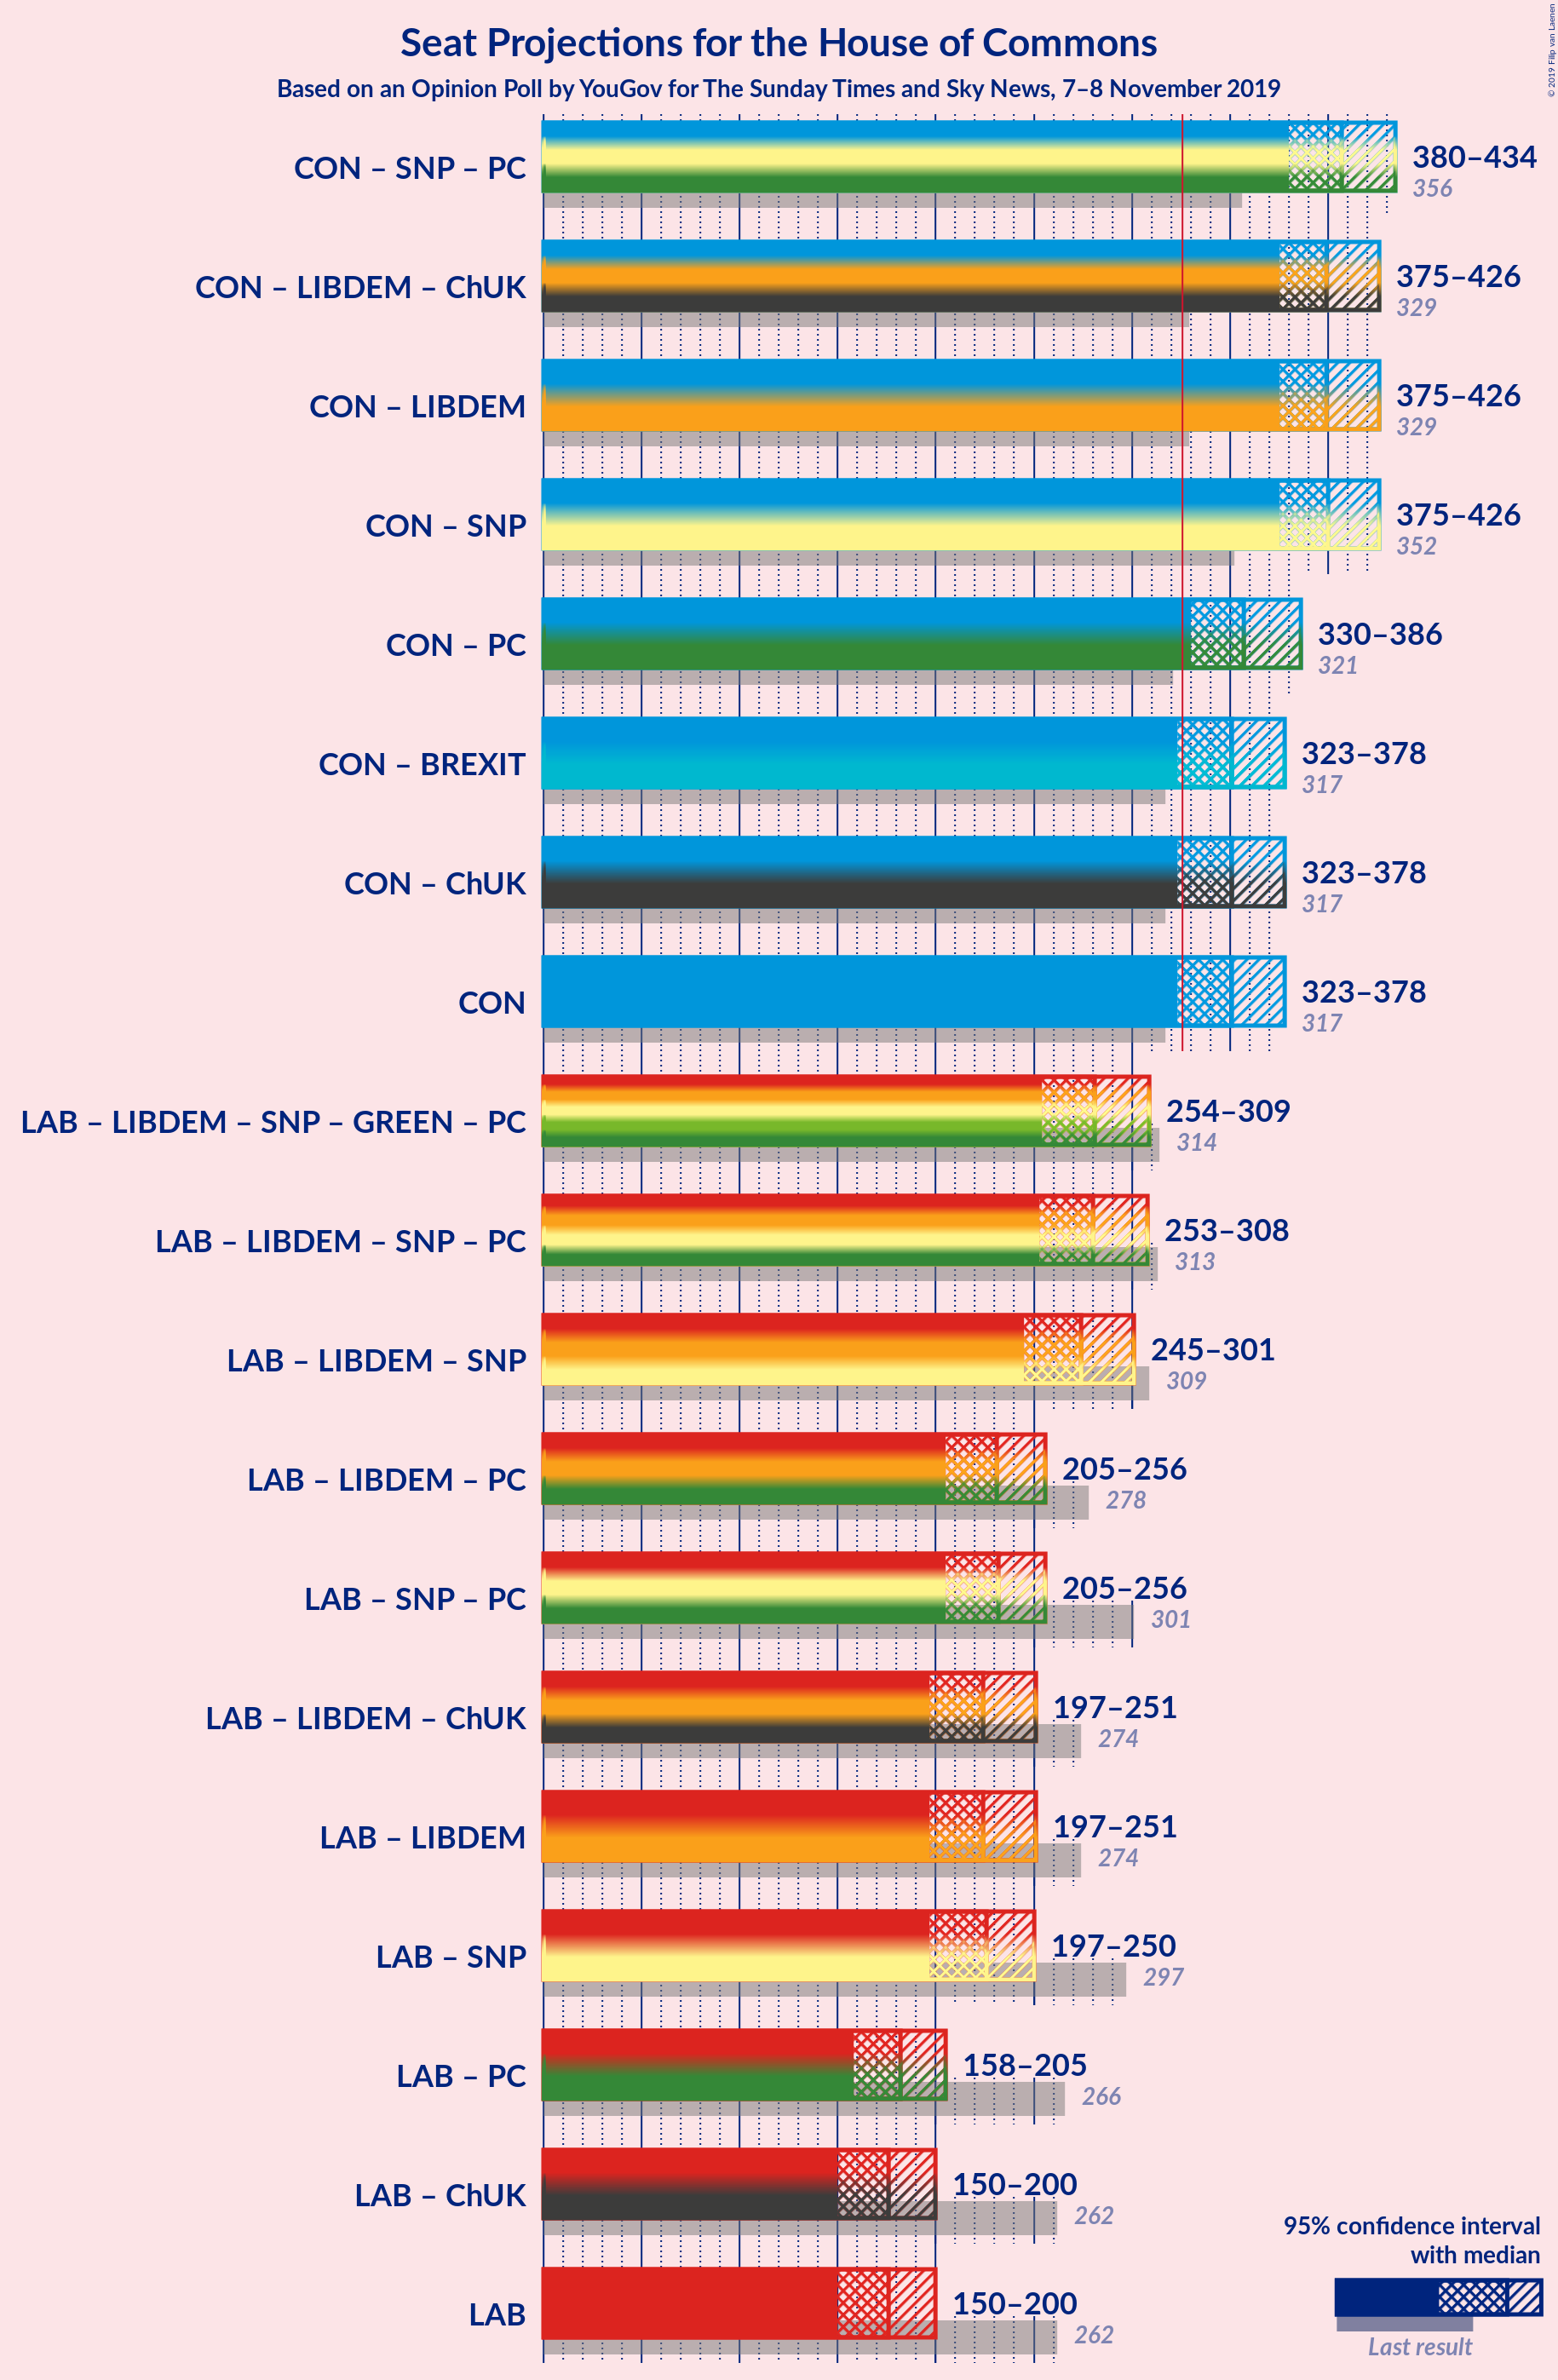 Seat Projections for the House of Commons
Based on an Opinion Poll by YouGov for The Sunday Times and Sky News, 7–8 November 2019
© 2019 Filip van Laenen
CON – SNP – PC
380–434
356
CON – LIBDEM – ChUK
375–426
329
CON – LIBDEM
375–426
329
CON – SNP
375–426
352
CON – PC
330–386
321
CON – BREXIT
323–378
317
CON – ChUK
323–378
317
CON
323–378
317
LAB – LIBDEM – SNP – GREEN – PC
254–309
314
LAB – LIBDEM – SNP – PC
253–308
313
LAB – LIBDEM – SNP
245–301
309
LAB – LIBDEM – PC
205–256
278
LAB – SNP – PC
205–256
301
LAB – LIBDEM – ChUK
197–251
274
LAB – LIBDEM
197–251
274
LAB – SNP
197–250
297
LAB – PC
158–205
266
LAB – ChUK
150–200
262
LAB
150–200
262
95% confidence interval
with median
Last result